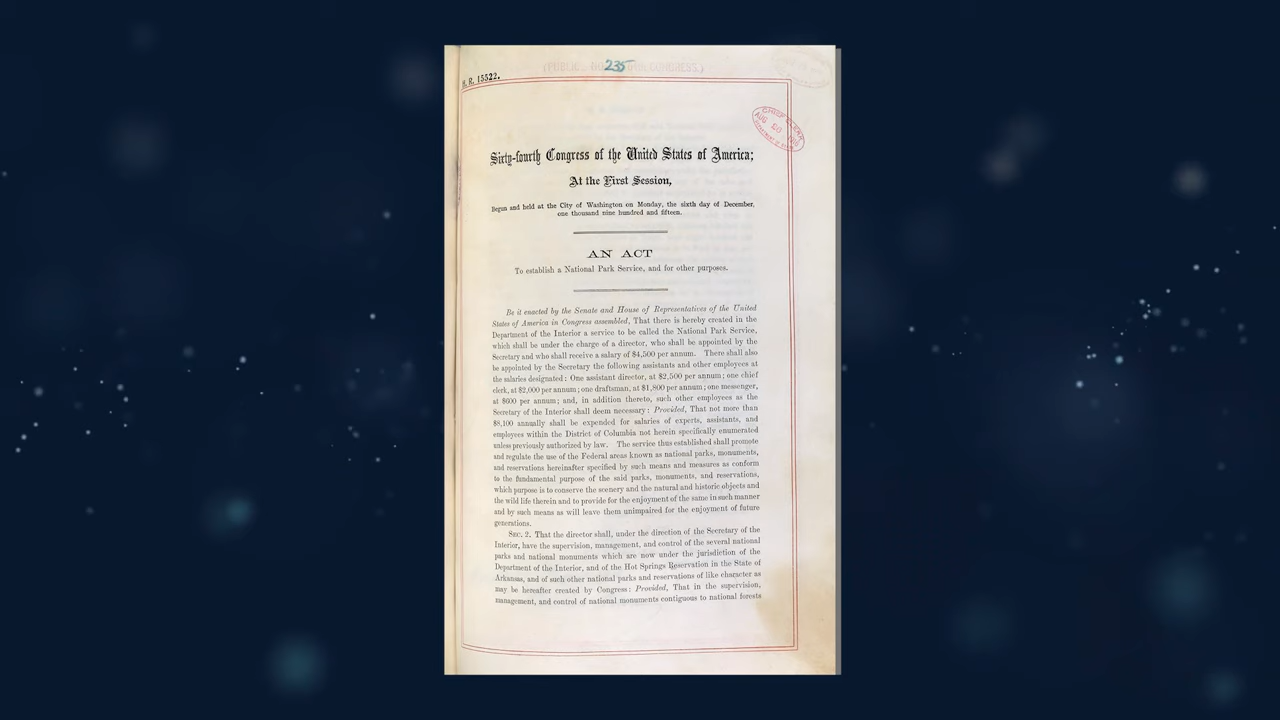 H. R. 15522.
235
Sixty-fourth Congress of the United States of America;
At the First Session,
Begun and held at the City of Washington on Monday, the sixth day of December,
one thousand nine hundred and fifteen.
AN ACT
To establish a National Park Service, and for other purposes.
Be it enacted by the Senate and House of Representatives of the United
States of America in Congress assembled, That there is hereby created in the
Department of the Interior a service to be called the National Park Service,
which shall be under the charge of a director, who shall be appointed by the
Secretary and who shall receive a salary of $4,500 per annum. There shall also
be appointed by the Secretary the following assistants and other employees at
the salaries designated: One assistant director, at $2,500 per annum; one chief
clerk, at $2,000 per annum; one draftsman, at $1,800 per annum; one messenger,
at $600 per annum; and, in addition thereto, such other employees as the
Secretary of the Interior shall deem necessary: Provided, That not more than
$8,100 annually shall be expended for salaries of experts, assistants, and
employees within the District of Columbia not herein specifically enumerated
unless previously authorized by law. The service thus established shall promote
and regulate the use of the Federal areas known as national parks, monuments,
and reservations hereinafter specified by such means and measures as conform
to the fundamental purpose of the said parks, monuments, and reservations,
which purpose is to conserve the scenery and the natural and historic objects and
the wild life therein and to provide for the enjoyment of the same in such manner
and by such means as will leave them unimpaired for the enjoyment of future
generations.
SEC. 2. That the director shall, under the direction of the Secretary of the
Interior, have the supervision, management, and control of the several national
parks and national monuments which are now under the jurisdiction of the
Department of the Interior, and of the Hot Springs Reservation in the State of
Arkansas, and of such other national parks and reservations of like character as
may be hereafter created by Congress: Provided, That in the supervision,
management, and control of national monuments contiguous to national forests
CHIEF CLERK
AUG